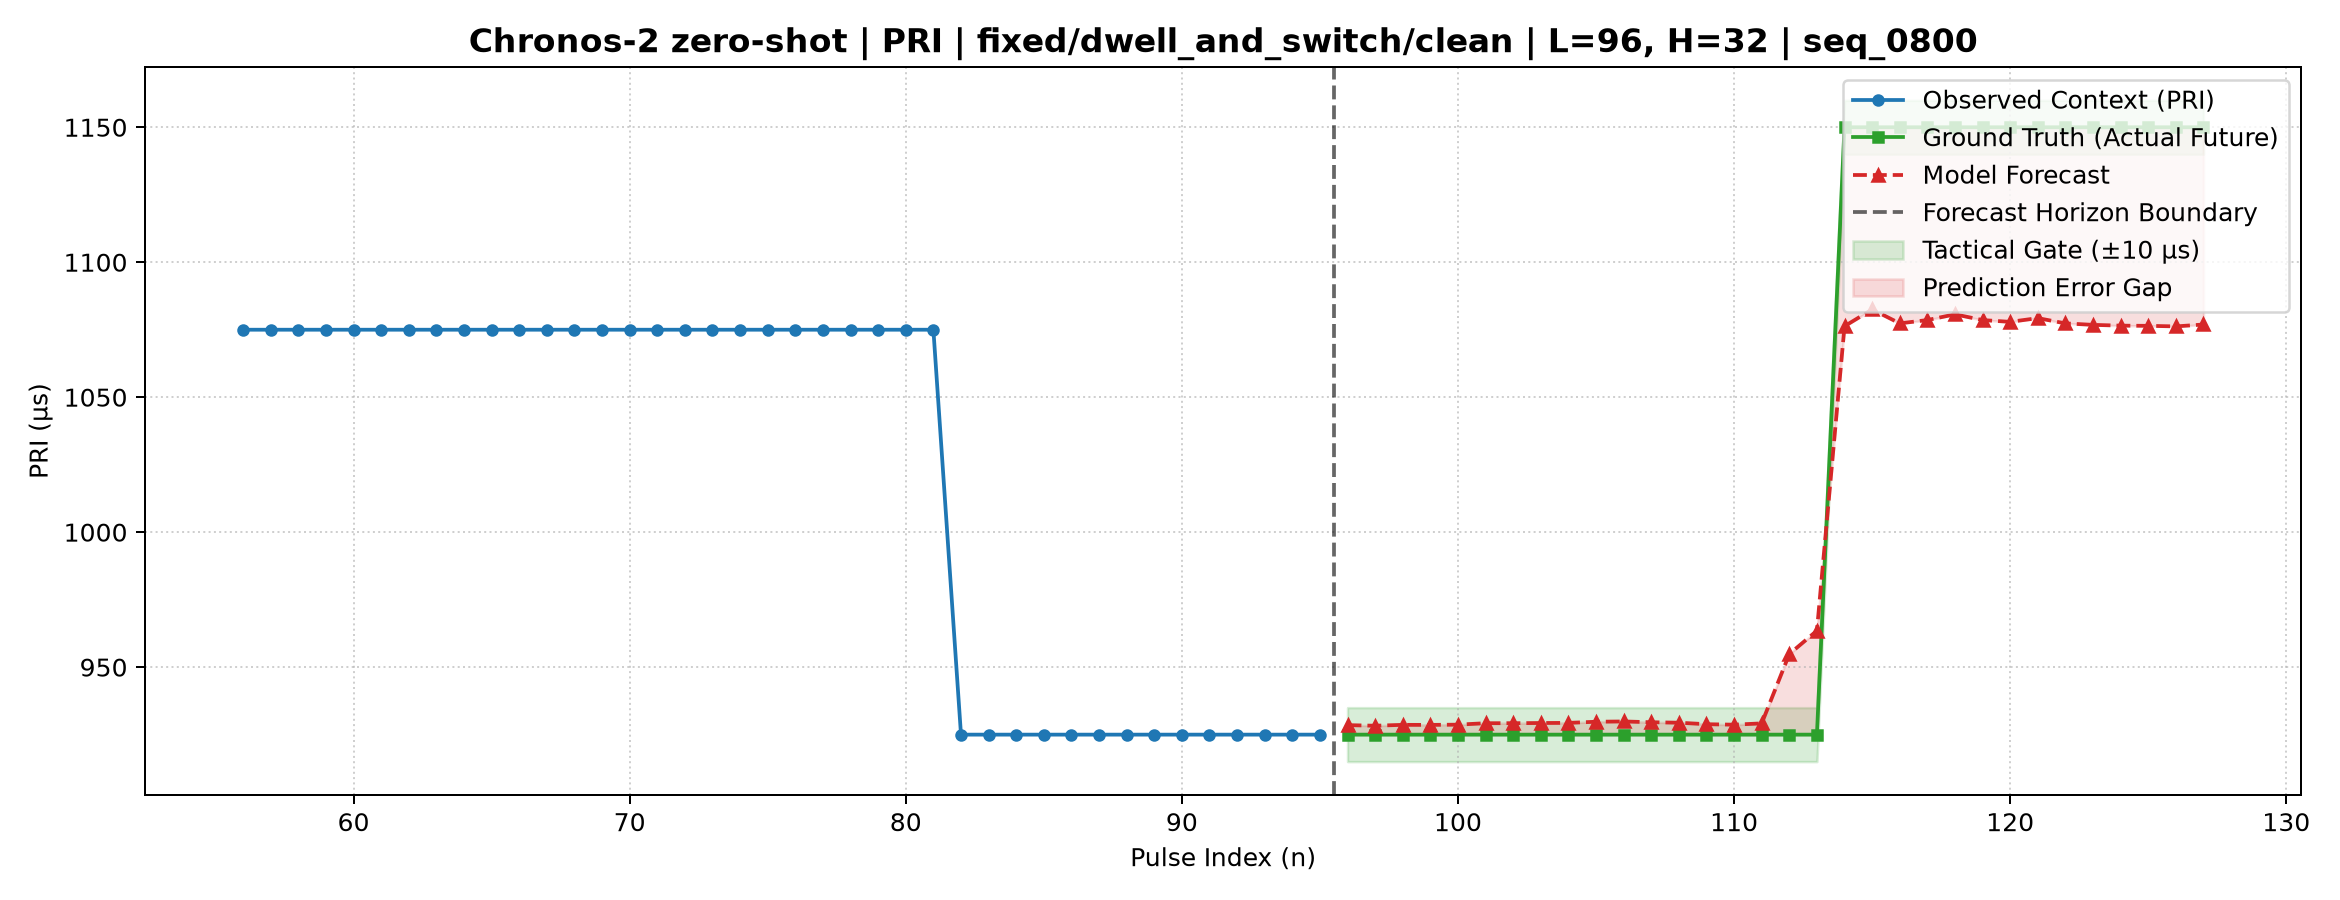 Chronos-2 zero-shot | PRI | fixed/dwell_and_switch/clean | L=96, H=32 | seq_0800
PRI (µs)
1150
1100
1050
1000
950
Observed Context (PRI)
Ground Truth (Actual Future)
Model Forecast
Forecast Horizon Boundary
Tactical Gate (±10 µs)
Prediction Error Gap
60 70 80 90 100 110 120 130
Pulse Index (n)